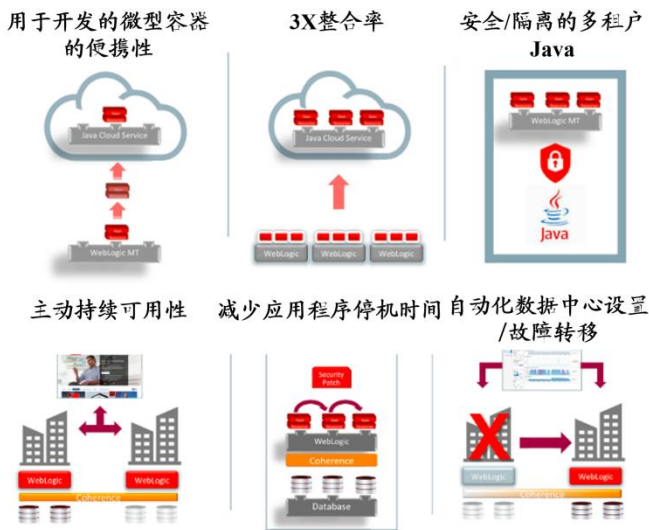 用于开发的微型容器
的便携性
Java Cloud Service
WebLogic MT
3X整合率
Java Cloud Service
WebLogic
WebLogic
WebLogic
安全/隔离的多租户
Java
WebLogic MT
Java
主动持续可用性
WebLogic
WebLogic
Coherence
减少应用程序停机时间
Security
Patch
WebLogic
Coherence
Database
自动化数据中心设置
/故障转移
WebLogic
WebLogic
Coherence